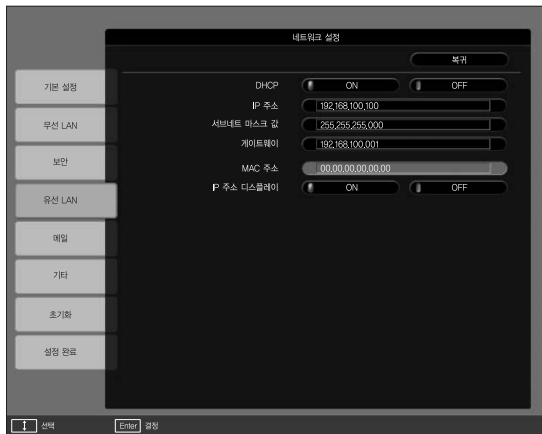 네트워크 설정
복귀
기본 설정
무선 LAN
보안
유선 LAN
메일
기타
초기화
설정 완료
DHCP ON OFF
IP 주소 192,168,100,100
서브네트 마스크 값 255,255,255,000
게이트웨이 192,168,100,001
MAC 주소 00,00,00,00,00,00
IP 주소 디스플레이 ON OFF
선택 Enter 결정